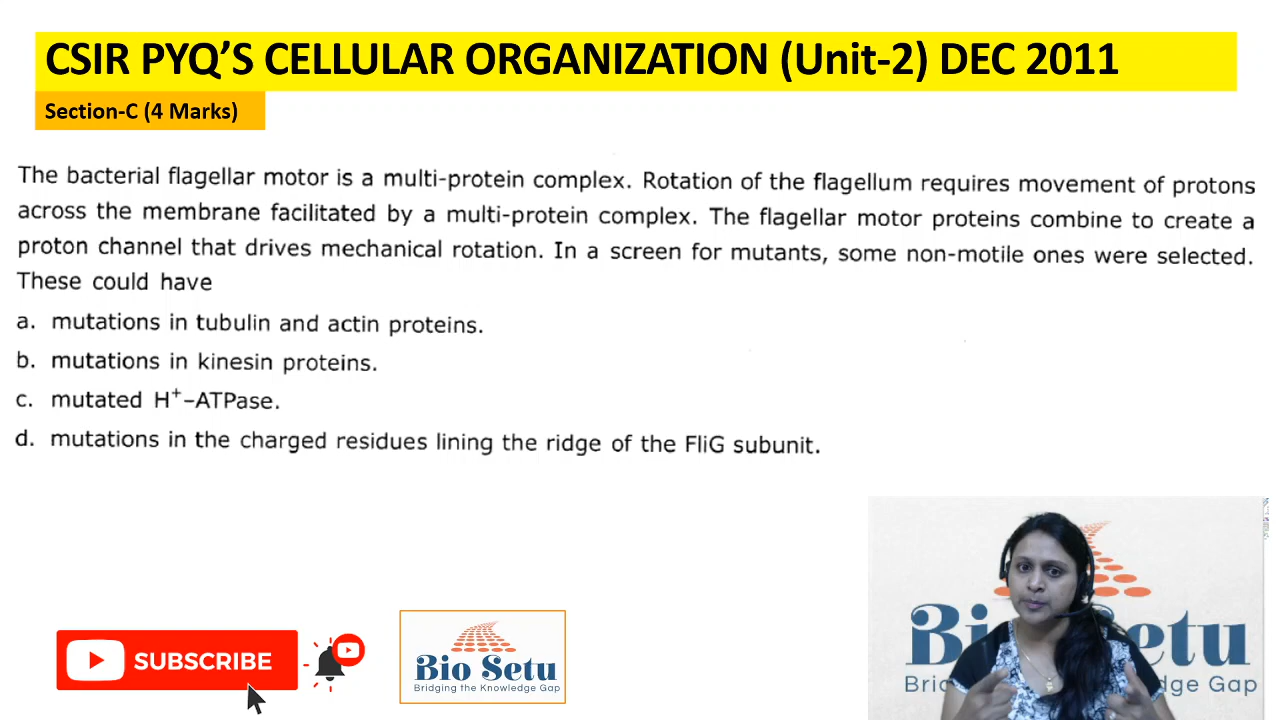 CSIR PYQ'S CELLULAR ORGANIZATION (Unit-2) DEC 2011
Section-C (4 Marks)
The bacterial flagellar motor is a multi-protein complex. Rotation of the flagellum requires movement of protons
across the membrane facilitated by a multi-protein complex. The flagellar motor proteins combine to create a
proton channel that drives mechanical rotation. In a screen for mutants, some non-motile ones were selected.
These could have
a. mutations in tubulin and actin proteins.
b. mutations in kinesin proteins.
c. mutated H⁺–ATPase.
d. mutations in the charged residues lining the ridge of the FliG subunit.
SUBSCRIBE
Bio Setu
Bridging the Knowledge Gap
Bio Setu